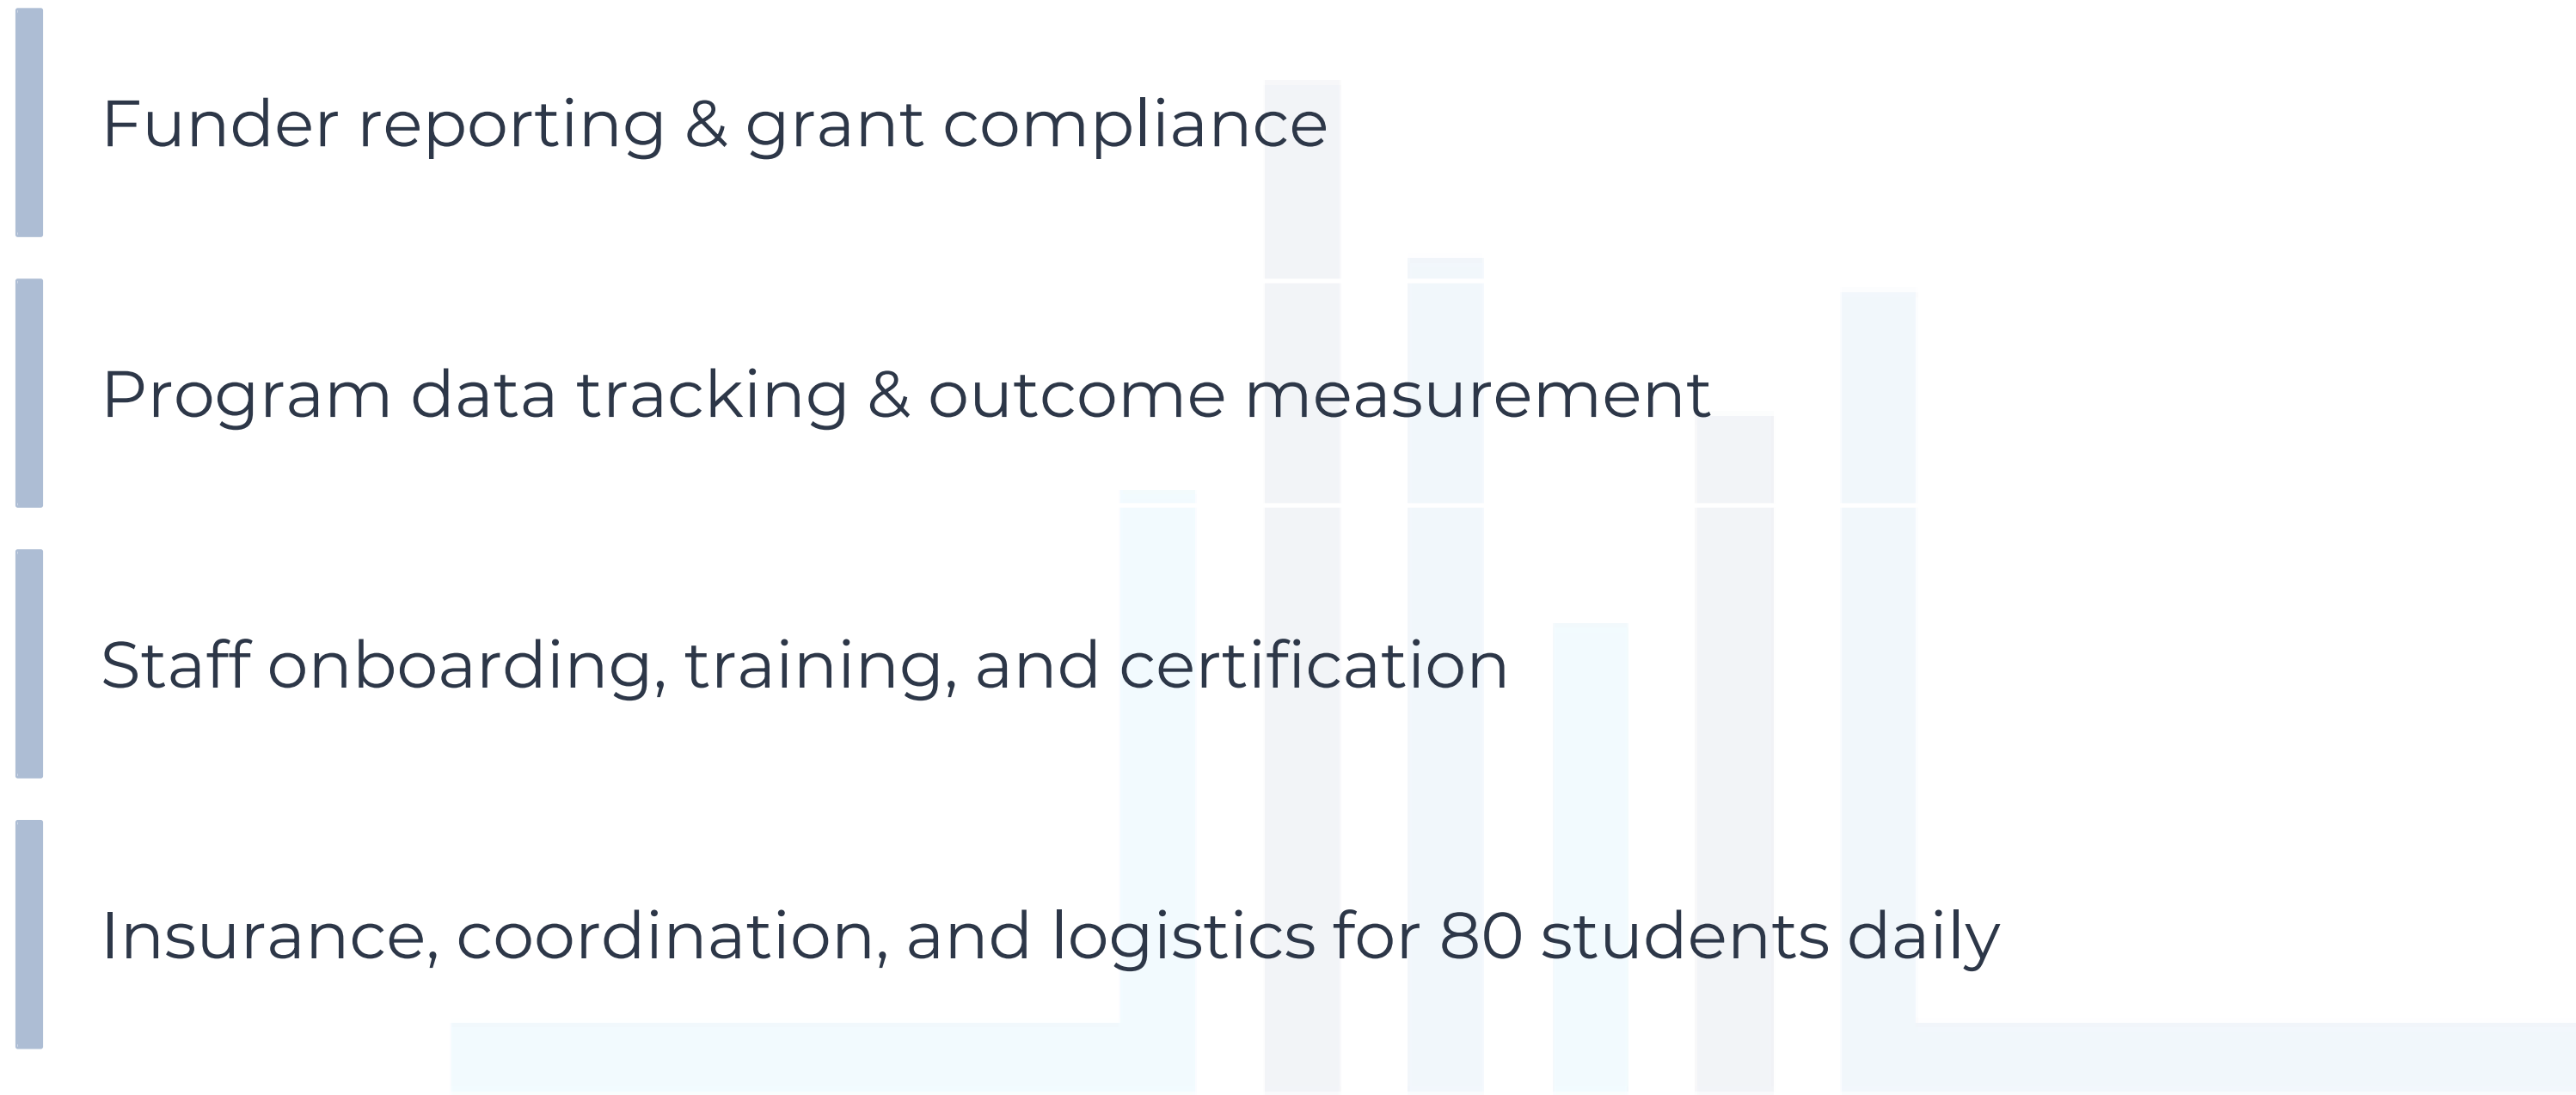 Funder reporting & grant compliance
Program data tracking & outcome measurement
Staff onboarding, training, and certification
Insurance, coordination, and logistics for 80 students daily